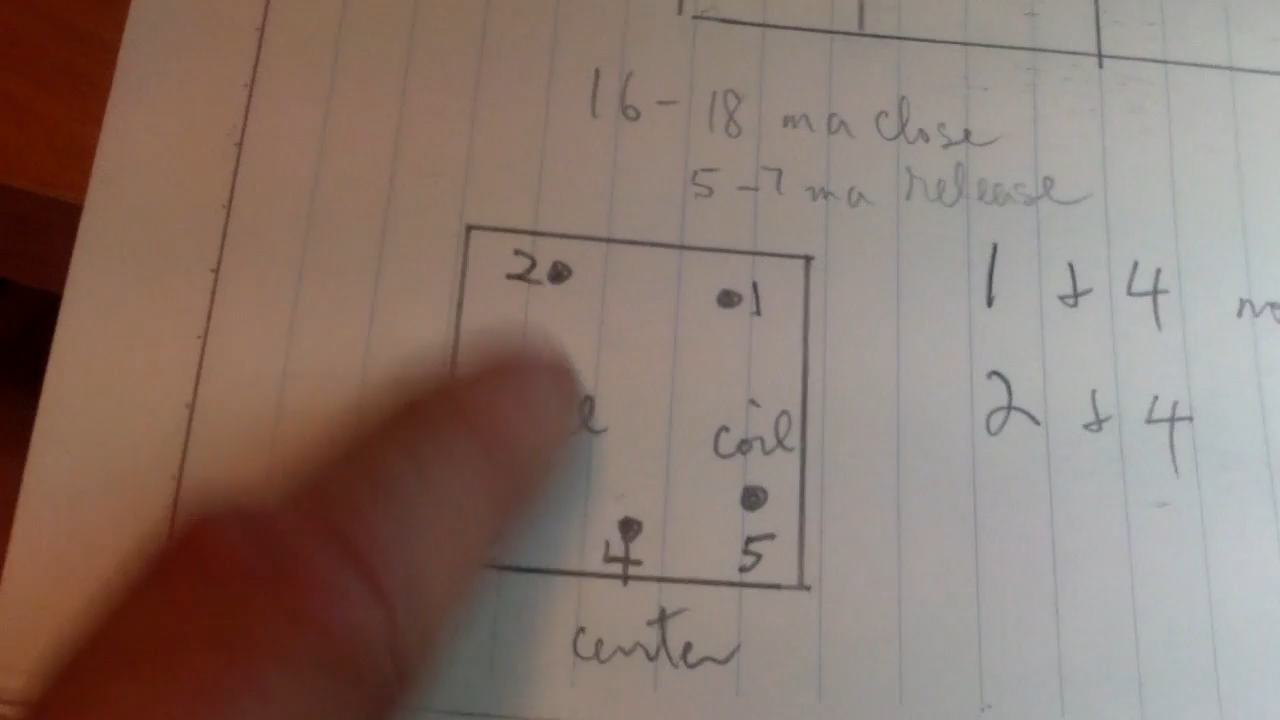 16-18 ma close
5-7 ma release
2 1
1 & 4
coil
2 & 4
4 5
center